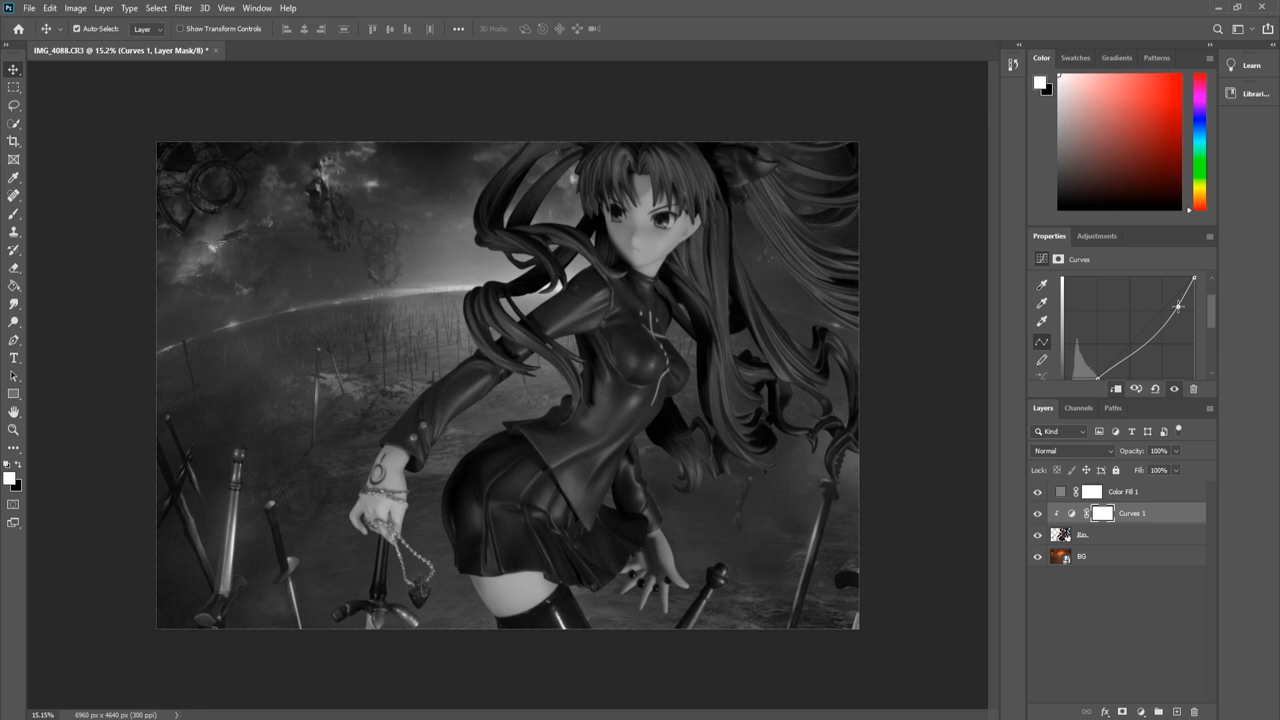 Ps File Edit Image Layer Type Select Filter 3D View Window Help
Auto-Select: Layer Show Transform Controls 3D Mode:
IMG_4088.CR3 @ 15.2% (Curves 1, Layer Mask/8) *
Color Swatches Gradients Patterns
Learn
Librari...
Properties Adjustments
Curves
Layers Channels Paths
Kind
Normal Opacity: 100%
Lock: Fill: 100%
Color Fill 1
Curves 1
Rin
BG
15.15% 6960 px x 4640 px (300 ppi)